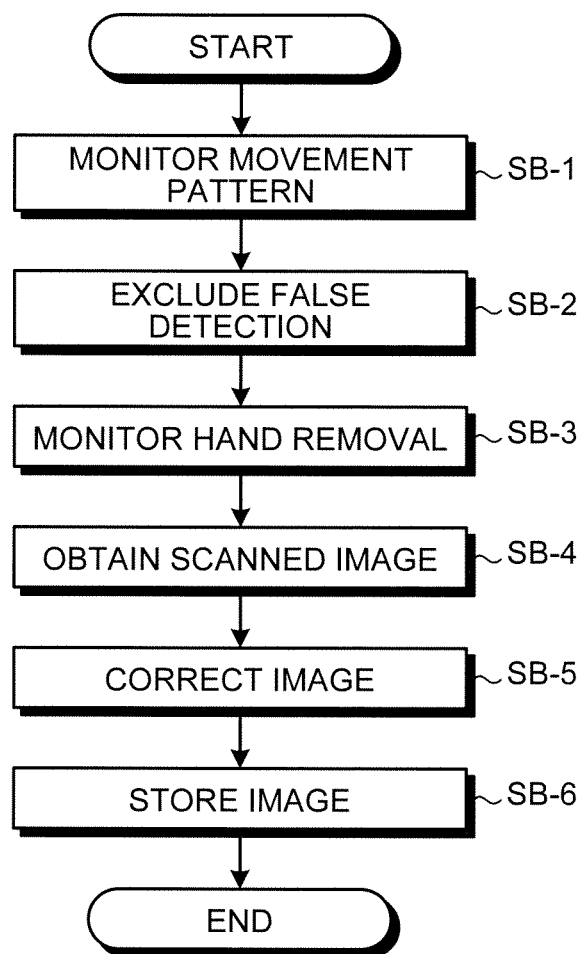 START
MONITOR MOVEMENT
PATTERN
SB-1
EXCLUDE FALSE
DETECTION
SB-2
MONITOR HAND REMOVAL
SB-3
OBTAIN SCANNED IMAGE
SB-4
CORRECT IMAGE
SB-5
STORE IMAGE
SB-6
END